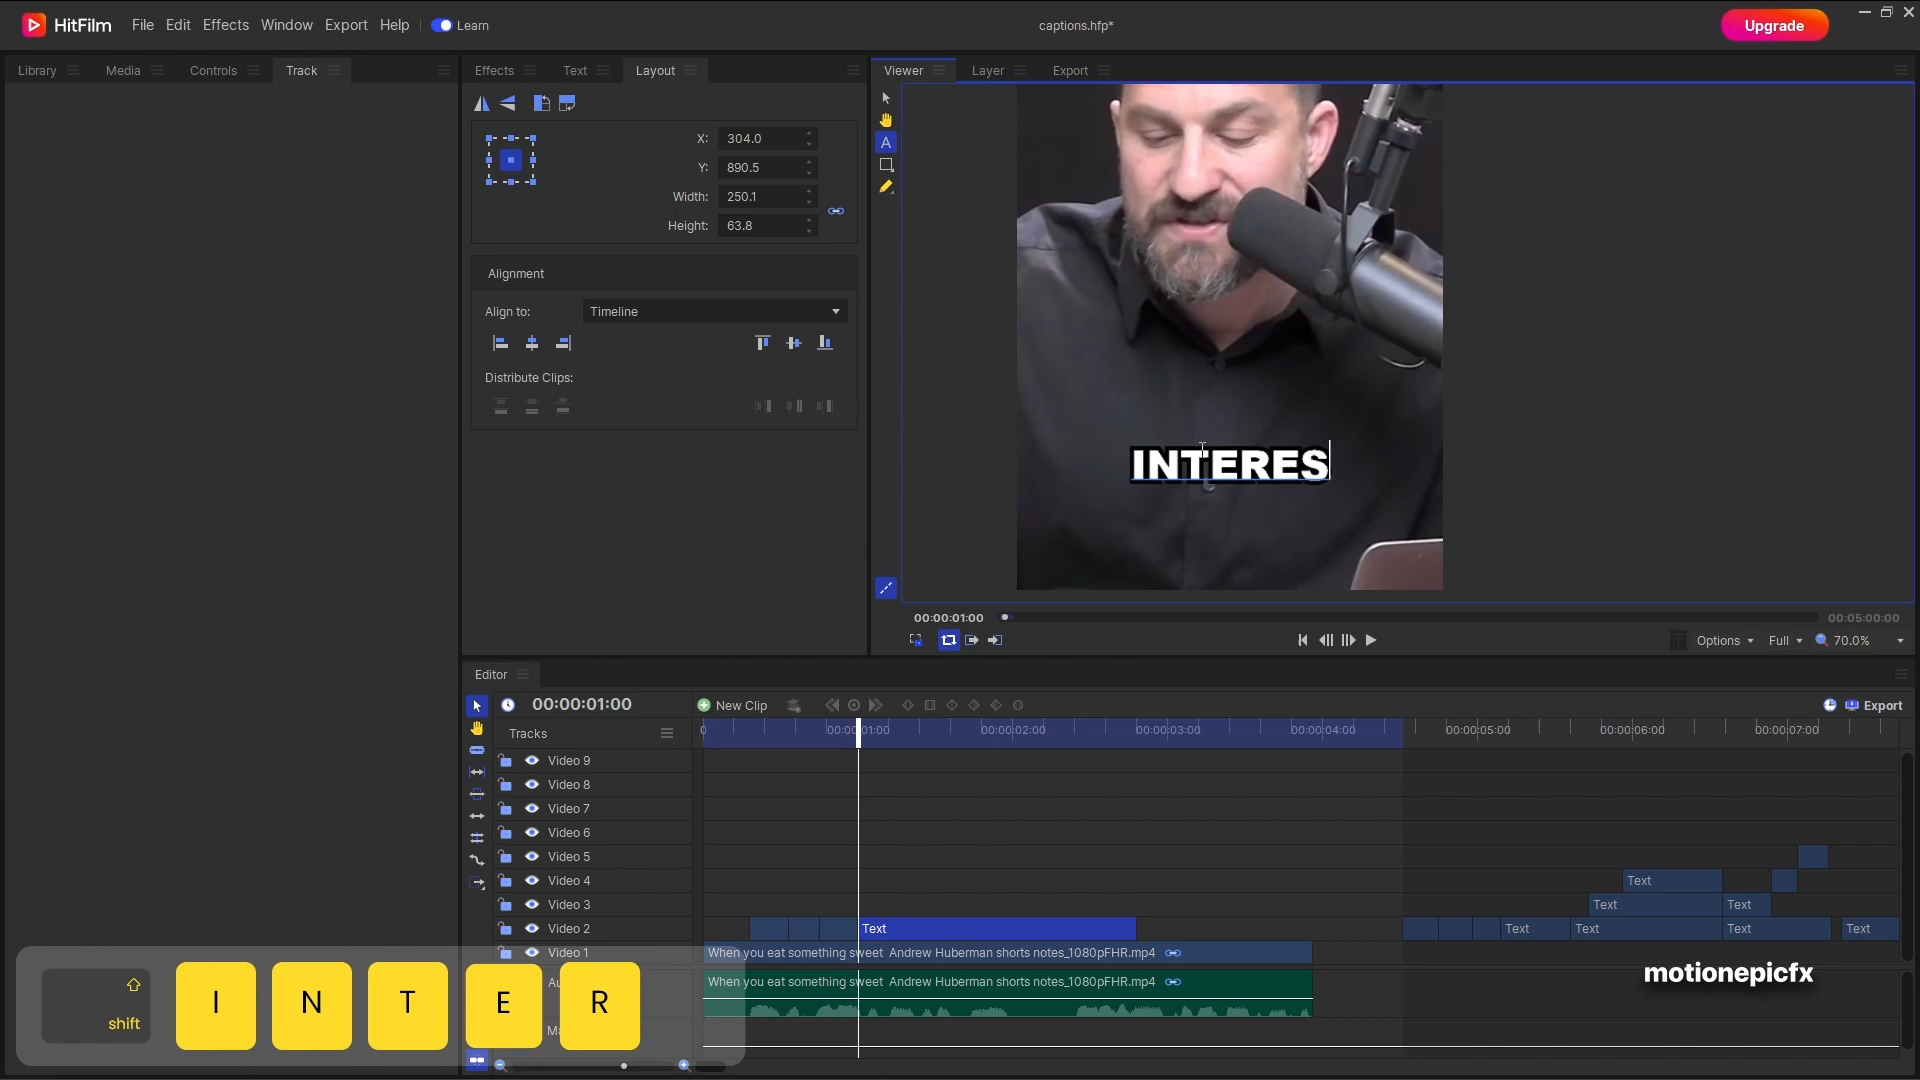 HitFilm File Edit Effects Window Export Help Learn captions.hfp* Upgrade
Library Media Controls Track Effects Text Layout Viewer Layer Export
X: 304.0
Y: 890.5
Width: 250.1
Height: 63.8
Alignment
Align to: Timeline
Distribute Clips:
A
INTERES
00:00:01:00 00:05:00:00
Options Full 70.0%
Editor
00:00:01:00 New Clip Export
Tracks 0 00:00:01:00 00:00:02:00 00:00:03:00 00:00:04:00 00:00:05:00 00:00:06:00 00:00:07:00
Video 9
Video 8
Video 7
Video 6
Video 5
Video 4 Text
Video 3 Text Text
Video 2 Text Text Text Text Text
Video 1 When you eat something sweet Andrew Huberman shorts notes_1080pFHR.mp4
When you eat something sweet Andrew Huberman shorts notes_1080pFHR.mp4
shift I N T E R
motionepicfx